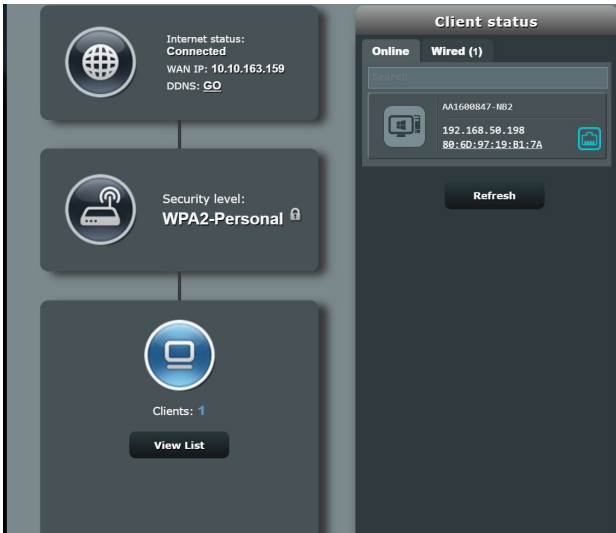 Internet status:
Connected
WAN IP: 10.10.163.159
DDNS: GO
Security level:
WPA2-Personal
Clients: 1
View List
Client status
Online Wired (1)
Search
AA1600847-NB2
192.168.50.198
80:6D:97:19:B1:7A
Refresh